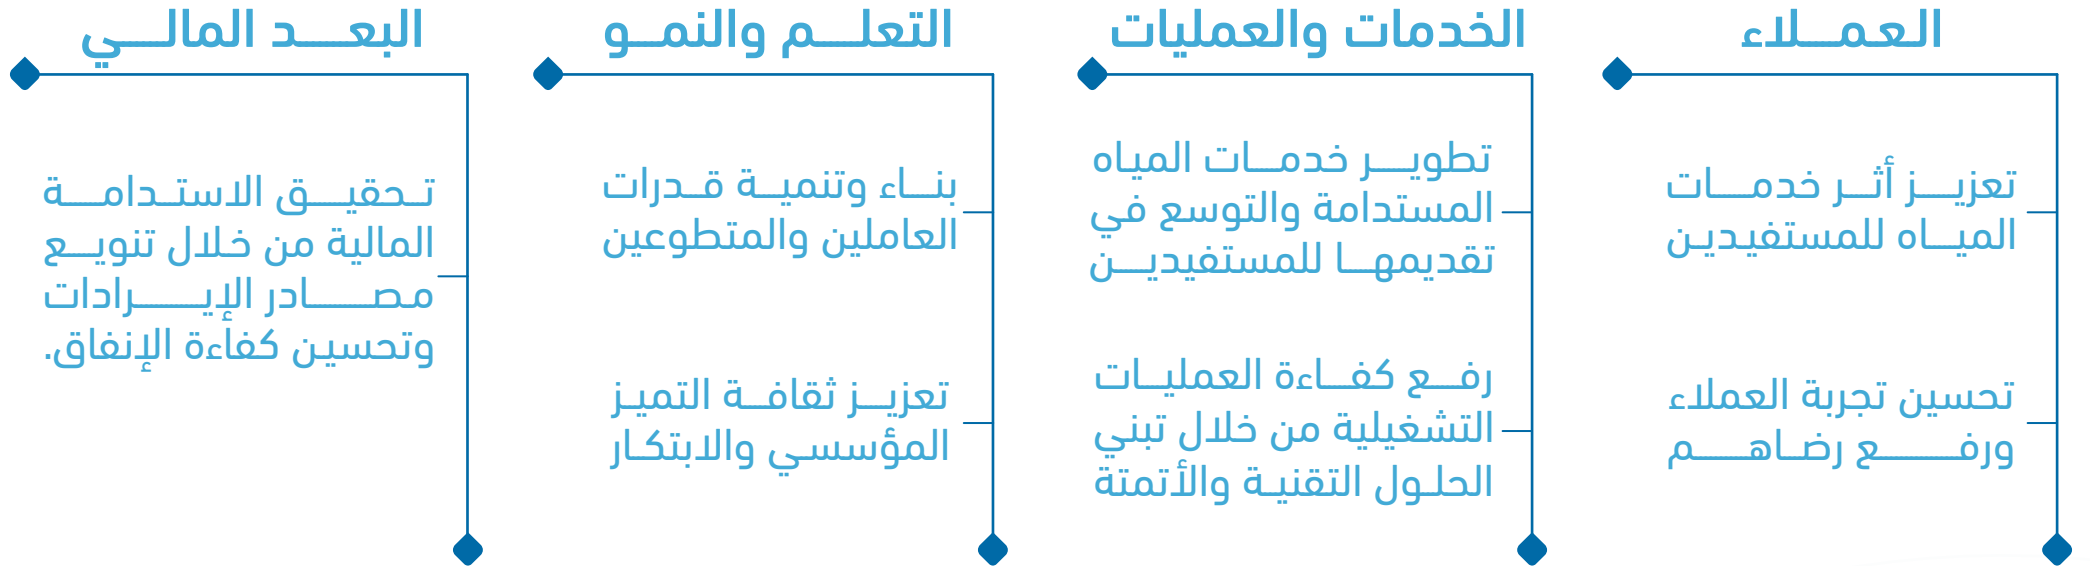 العملاء
تعزيز أثر خدمات
المياه للمستفيدين
تحسين تجربة العملاء
ورفع رضاهم
الخدمات والعمليات
تطوير خدمات المياه
المستدامة والتوسع في
تقديمها للمستفيدين
رفع كفاءة العمليات
التشغيلية من خلال تبني
الحلول التقنية والأتمتة
التعلم والنمو
بناء وتنمية قدرات
العاملين والمتطوعين
تعزيز ثقافة التميز
المؤسسي والابتكار
البعد المالي
تحقيق الاستدامة
المالية من خلال تنويع
مصادر الإيرادات
وتحسين كفاءة الإنفاق.